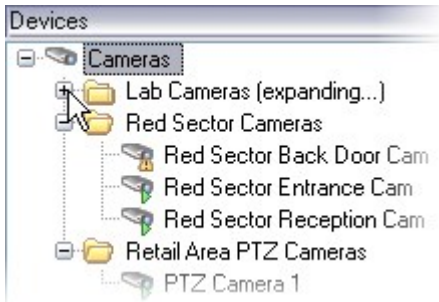 Devices
Cameras
Lab Cameras (expanding...)
Red Sector Cameras
Red Sector Back Door Cam
Red Sector Entrance Cam
Red Sector Reception Cam
Retail Area PTZ Cameras
PTZ Camera 1